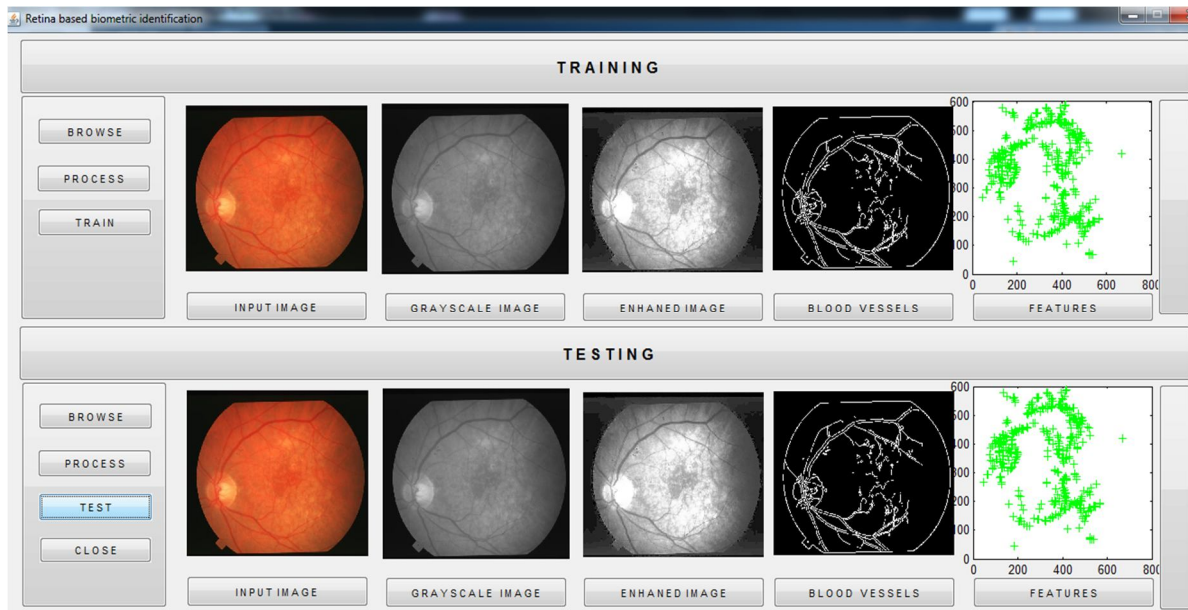 Retina based biometric identification
TRAINING
BROWSE
PROCESS
TRAIN
600
500
400
300
200
100
0
0 200 400 600 800
INPUT IMAGE
GRAYSCALE IMAGE
ENHANED IMAGE
BLOOD VESSELS
FEATURES
TESTING
BROWSE
PROCESS
TEST
CLOSE
600
500
400
300
200
100
0
0 200 400 600 800
INPUT IMAGE
GRAYSCALE IMAGE
ENHANED IMAGE
BLOOD VESSELS
FEATURES